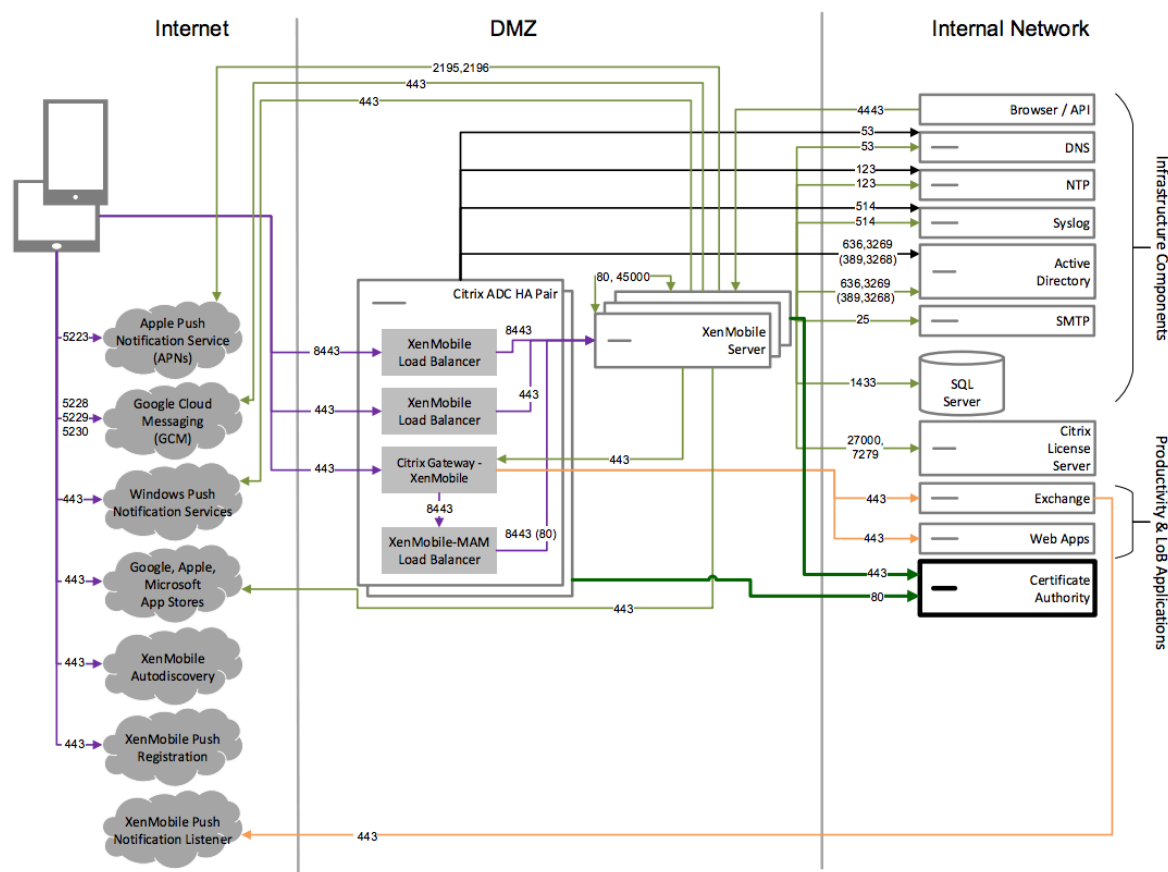 Internet
DMZ
Internal Network
2195,2196
443
443
4443
Browser / API
53
53
DNS
123
123
NTP
514
514
Syslog
636,3269
(389,3268)
636,3269
(389,3268)
Active
Directory
25
SMTP
1433
SQL
Server
27000,
7279
Citrix
License
Server
443
Exchange
443
Web Apps
443
80
Certificate
Authority
Infrastructure Components
Productivity & LoB Applications
80, 45000
Citrix ADC HA Pair
XenMobile
Server
8443
XenMobile
Load Balancer
8443
443
XenMobile
Load Balancer
443
443
Citrix Gateway -
XenMobile
443
8443
XenMobile-MAM
Load Balancer
8443 (80)
443
5223
Apple Push
Notification Service
(APNs)
5228
5229
5230
Google Cloud
Messaging
(GCM)
443
Windows Push
Notification Services
443
Google, Apple,
Microsoft
App Stores
443
XenMobile
Autodiscovery
443
XenMobile Push
Registration
XenMobile Push
Notification Listener
443